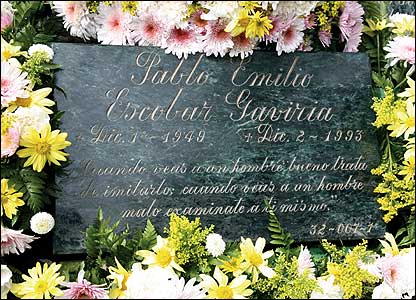 Pablo Emilio
Escobar Gaviria
+ Dic. 1 - 1949 + Dic. 2 - 1993
"Cuando veas a un hombre bueno trata
de imitarlo; cuando veas a un hombre
malo examinate a ti mismo."
32-061-1